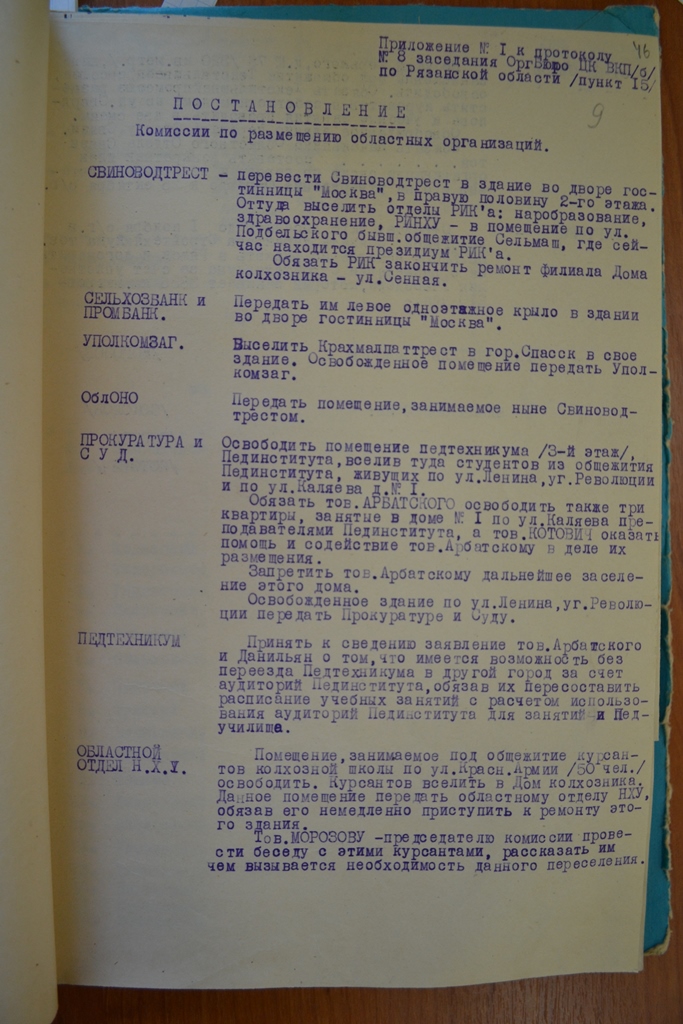 Приложение № I к протоколу
46
№ 8 заседания ОргБюро ЦК ВКП/б/
по Рязанской области /пункт I5/
9
ПОСТАНОВЛЕНИЕ
Комиссии по размещению областных организаций.
СВИНОВОДТРЕСТ – перевести Свиноводтрест в здание во дворе гос-
тинницы "Москва", в правую половину 2-го этажа.
Оттуда выселить отделы РИК'а: наробразование,
здравоохранение, РИНХУ – в помещение по ул.
Подбельского бывш.общежитие Сельмаш, где сей-
час находится президиум РИК'а.
Обязать РИК закончить ремонт филиала Дома
колхозника – ул.Сенная.
СЕЛЬХОЗБАНК и Передать им левое одноэтажное крыло в здании
ПРОМБАНК. во дворе гостинницы "Москва".
УПОЛКОМЗАГ. Выселить Крахмалпаттрест в гор.Спасск в свое
здание. Освобожденное помещение передать Упол-
комзаг.
ОблОНО Передать помещение,занимаемое ныне Свиновод-
трестом.
ПРОКУРАТУРА и Освободить помещение педтехникума /3-й этаж/,
С У Д. Пединститута,вселив туда студентов из общежития
Пединститута, живущих по ул.Ленина,уг.Революции
и по ул.Каляева д.№ I.
Обязать тов.АРБАТСКОГО освободить также три
квартиры, занятые в доме № I по ул.Каляева пре-
подавателями Пединститута, а тов.КОТОВИЧ оказать
помощь и содействие тов.Арбатскому в деле их
размещения.
Запретить тов.Арбатскому дальнейшее заселе-
ние этого дома.
Освобожденное здание по ул.Ленина,уг.Револю-
ции передать Прокуратуре и Суду.
ПЕДТЕХНИКУМ Принять к сведению заявление тов.Арбатского
и Данильян о том,что имеется возможность без
переезда Педтехникума в другой город за счет
аудиторий Пединститута,обязав их пересоставить
расписание учебных занятий с расчетом использо-
вания аудиторий Пединститута для занятий и Пед-
училища.
ОБЛАСТНОЙ Помещение,занимаемое под общежитие курсан-
ОТДЕЛ Н.Х.У. тов колхозной школы по ул.Красн.Армии /50 чел./
освободить. Курсантов вселить в Дом колхозника.
Данное помещение передать областному отделу НХУ,
обязав его немедленно приступить к ремонту это-
го здания.
Тов.МОРОЗОВУ –председателю комиссии прове-
сти беседу с этими курсантами, рассказать им
чем вызывается необходимость данного переселения.